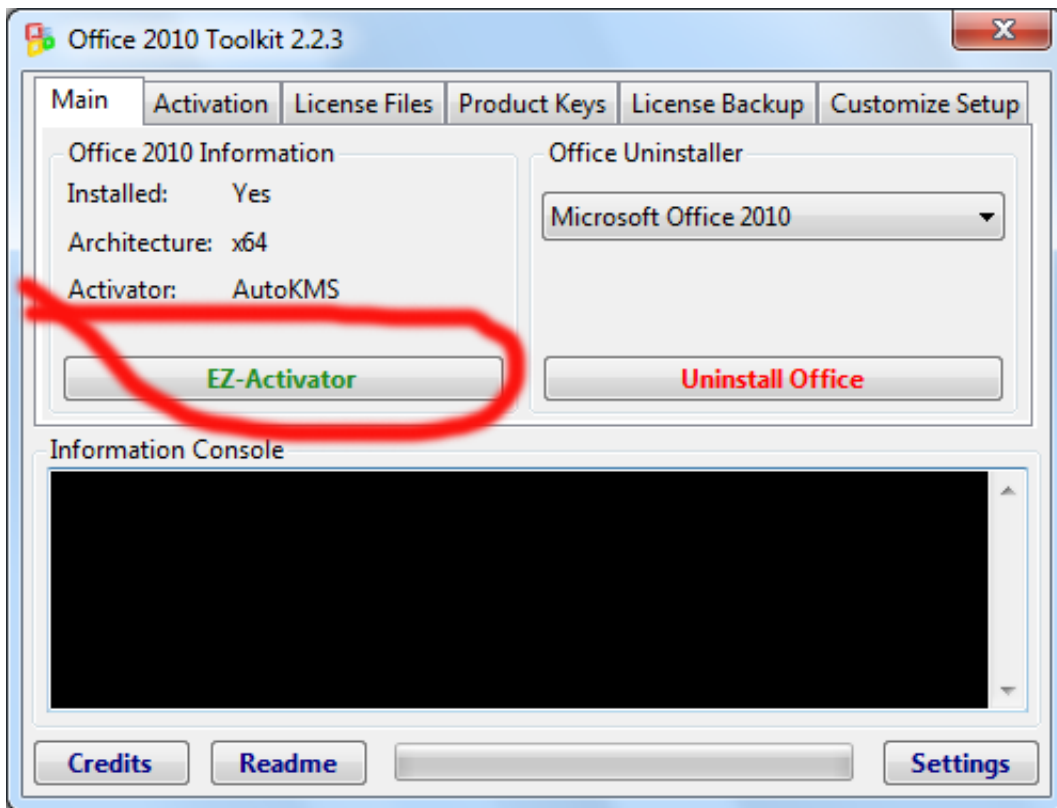 Office 2010 Toolkit 2.2.3
Main Activation License Files Product Keys License Backup Customize Setup
Office 2010 Information
Installed: Yes
Architecture: x64
Activator: AutoKMS
EZ-Activator
Office Uninstaller
Microsoft Office 2010
Uninstall Office
Information Console
Credits Readme Settings